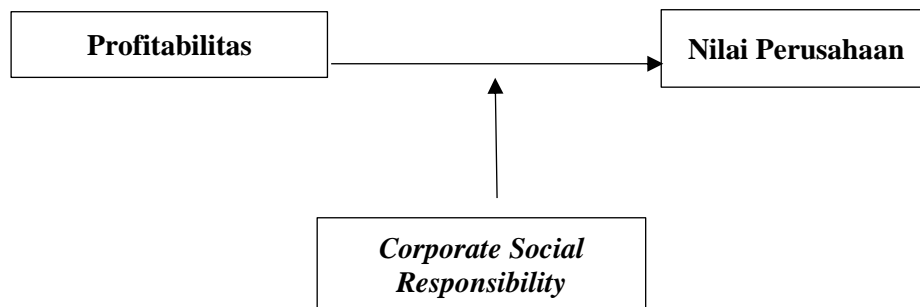 Profitabilitas
Nilai Perusahaan
Corporate Social
Responsibility